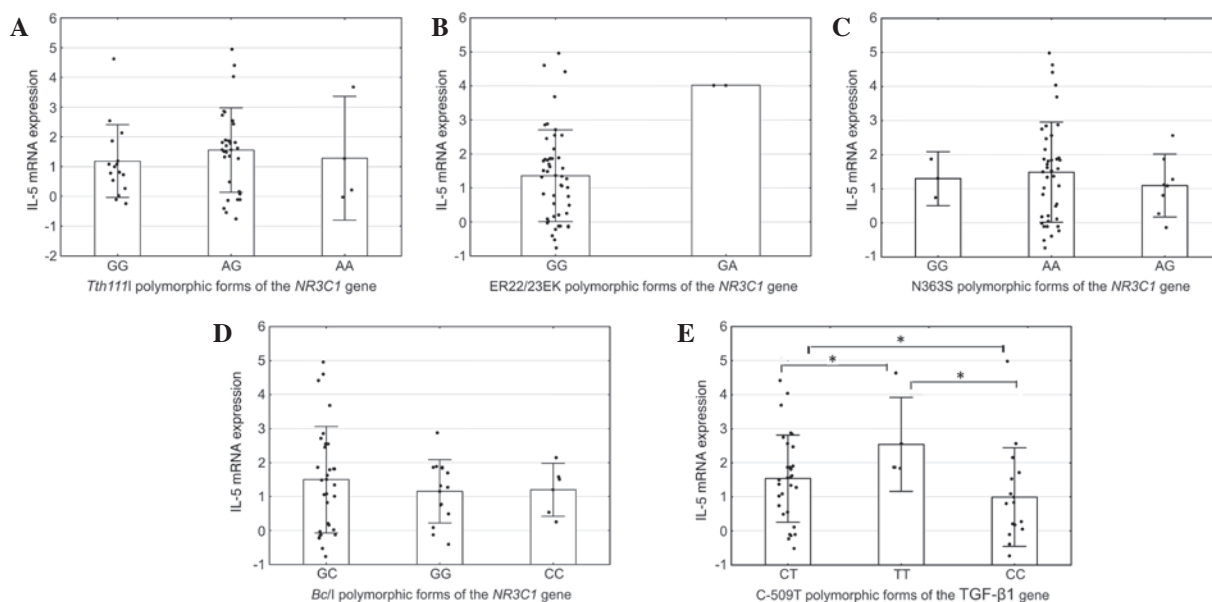 A
IL-5 mRNA expression
6
5
4
3
2
1
0
-1
-2
GG AG AA
Tth111I polymorphic forms of the NR3C1 gene
B
IL-5 mRNA expression
6
5
4
3
2
1
0
-1
GG GA
ER22/23EK polymorphic forms of the NR3C1 gene
C
IL-5 mRNA expression
6
5
4
3
2
1
0
-1
GG AA AG
N363S polymorphic forms of the NR3C1 gene
D
IL-5 mRNA expression
6
5
4
3
2
1
0
-1
GC GG CC
BclI polymorphic forms of the NR3C1 gene
E
IL-5 mRNA expression
6
5
4
3
2
1
0
-1
*
*
*
CT TT CC
C-509T polymorphic forms of the TGF-β1 gene